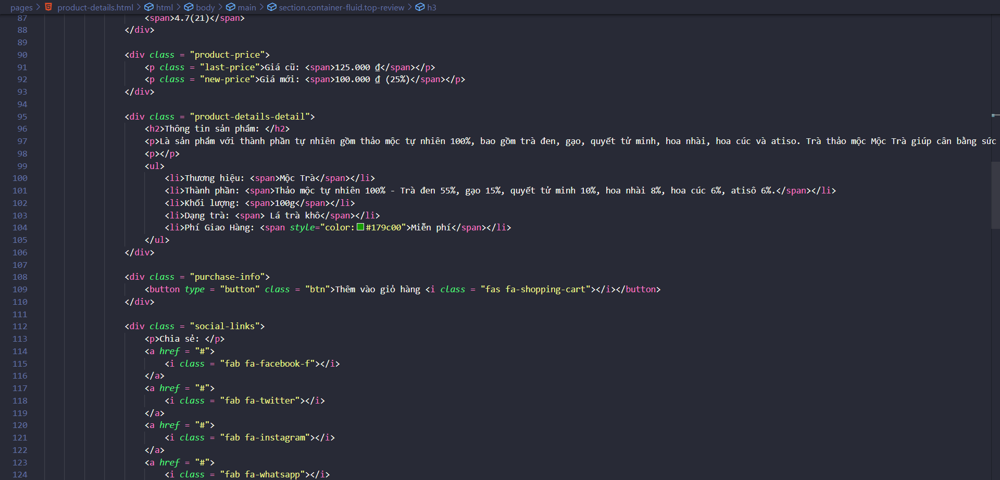 pages > product-details.html > html > body > main > section.container-fluid.top-review > h3
87 <span>4.7(21)</span>
88 </div>
89
90 <div class = "product-price">
91 <p class = "last-price">Giá cũ: <span>125.000 ₫</span></p>
92 <p class = "new-price">Giá mới: <span>100.000 ₫ (25%)</span></p>
93 </div>
94
95 <div class = "product-details-detail">
96 <h2>Thông tin sản phẩm: </h2>
97 <p>Là sản phẩm với thành phần tự nhiên gồm thảo mộc tự nhiên 100%, bao gồm trà đen, gạo, quyết tử minh, hoa nhài, hoa cúc và atiso. Trà thảo mộc Mộc Trà giúp cân bằng sức
98 <p></p>
99 <ul>
100 <li>Thương hiệu: <span>Mộc Trà</span></li>
101 <li>Thành phần: <span>Thảo mộc tự nhiên 100% - Trà đen 55%, gạo 15%, quyết tử minh 10%, hoa nhài 8%, hoa cúc 6%, atisô 6%.</span></li>
102 <li>Khối lượng: <span>100g</span></li>
103 <li>Dạng trà: <span> Lá trà khô</span></li>
104 <li>Phí Giao Hàng: <span style="color:#179c00">Miễn phí</span></li>
105 </ul>
106 </div>
107
108 <div class = "purchase-info">
109 <button type = "button" class = "btn">Thêm vào giỏ hàng <i class = "fas fa-shopping-cart"></i></button>
110 </div>
111
112 <div class = "social-links">
113 <p>Chia sẻ: </p>
114 <a href = "#">
115 <i class = "fab fa-facebook-f"></i>
116 </a>
117 <a href = "#">
118 <i class = "fab fa-twitter"></i>
119 </a>
120 <a href = "#">
121 <i class = "fab fa-instagram"></i>
122 </a>
123 <a href = "#">
124 <i class = "fab fa-whatsapp"></i>